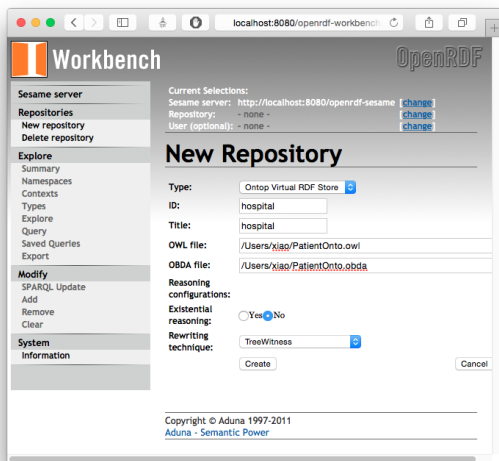 localhost:8080/openrdf-workbench
Workbench
OpenRDF
Sesame server
Repositories
New repository
Delete repository
Explore
Summary
Namespaces
Contexts
Types
Explore
Query
Saved Queries
Export
Modify
SPARQL Update
Add
Remove
Clear
System
Information
Current Selections:
Sesame server: http://localhost:8080/openrdf-sesame [change]
Repository: - none - [change]
User (optional): - none - [change]
New Repository
Type: Ontop Virtual RDF Store
ID: hospital
Title: hospital
OWL file: /Users/xiao/PatientOnto.owl
OBDA file: /Users/xiao/PatientOnto.obda
Reasoning
configurations:
Existential
reasoning: Yes No
Rewriting
technique: TreeWitness
Create Cancel
Copyright © Aduna 1997-2011
Aduna - Semantic Power